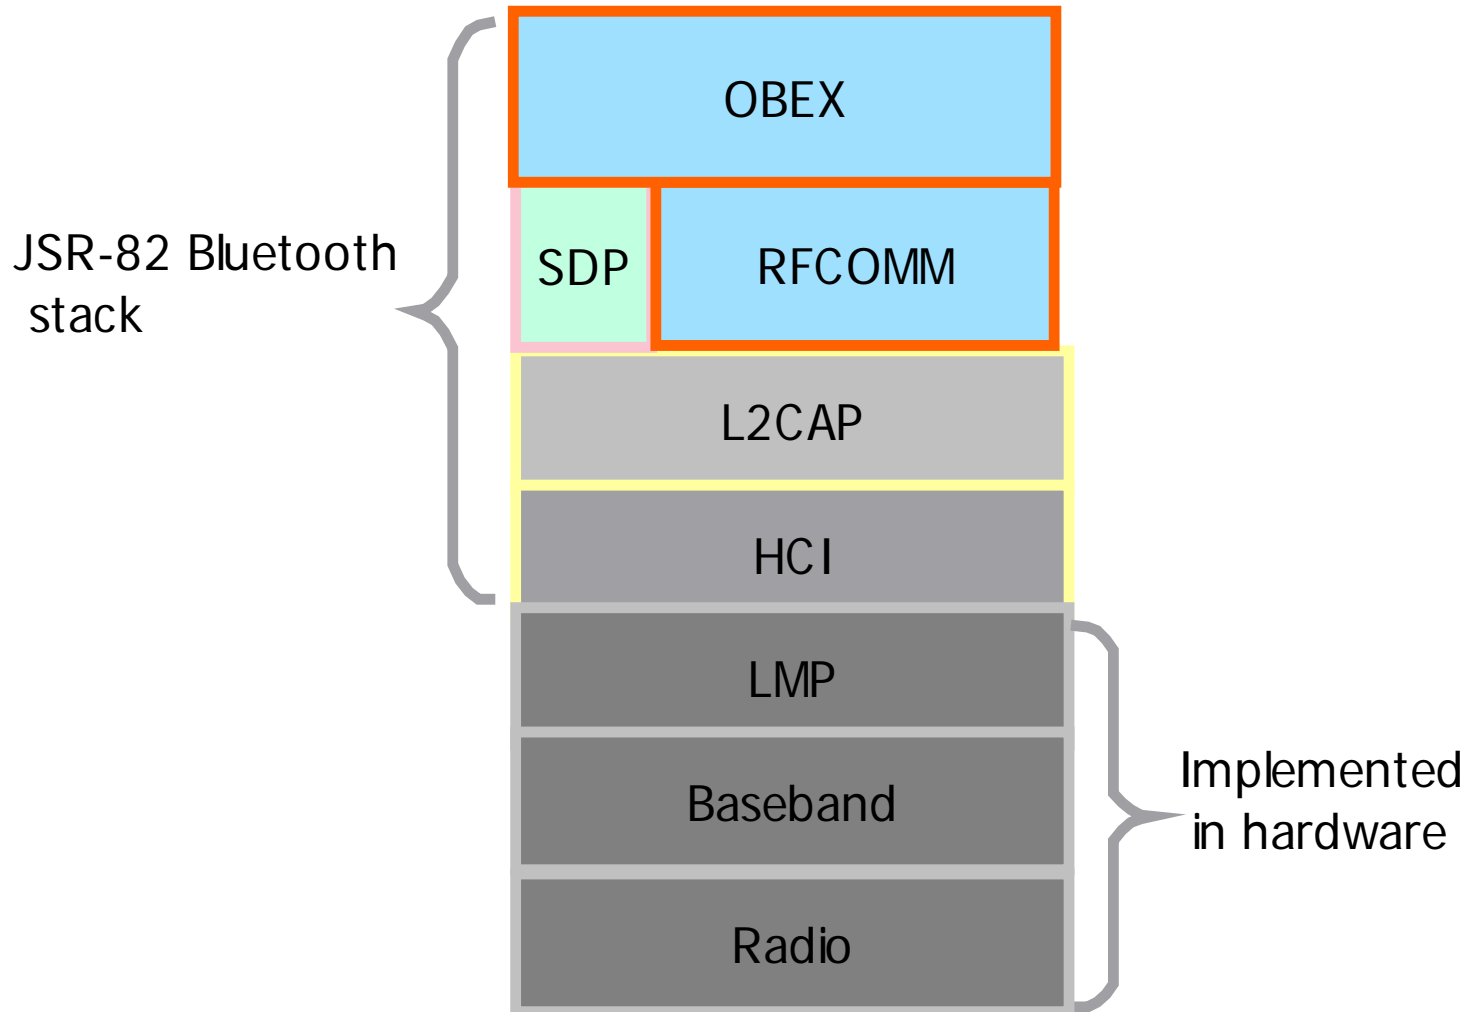 OBEX
JSR-82 Bluetooth
stack
SDP
RFCOMM
L2CAP
HCI
LMP
Baseband
Implemented
in hardware
Radio